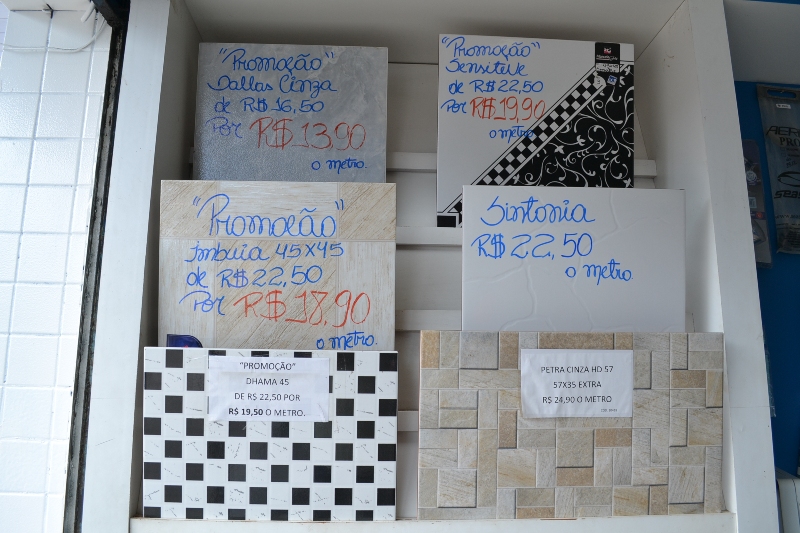 "Promoção"
Dallas Cinza
de R$ 16,50
Por R$ 13,90
o metro.
"Promoção"
Sensitive
de R$ 22,50
Por R$ 19,90
o metro
"Promoção"
Imbuia 45x45
de R$ 22,50
Por R$ 18,90
o metro.
Sintonia
R$ 22,50
o metro.
"PROMOÇÃO"
DHAMA 45
DE R$ 22,50 POR
R$ 19,50 O METRO.
PETRA CINZA HD 57
57X35 EXTRA
R$ 24,90 O METRO